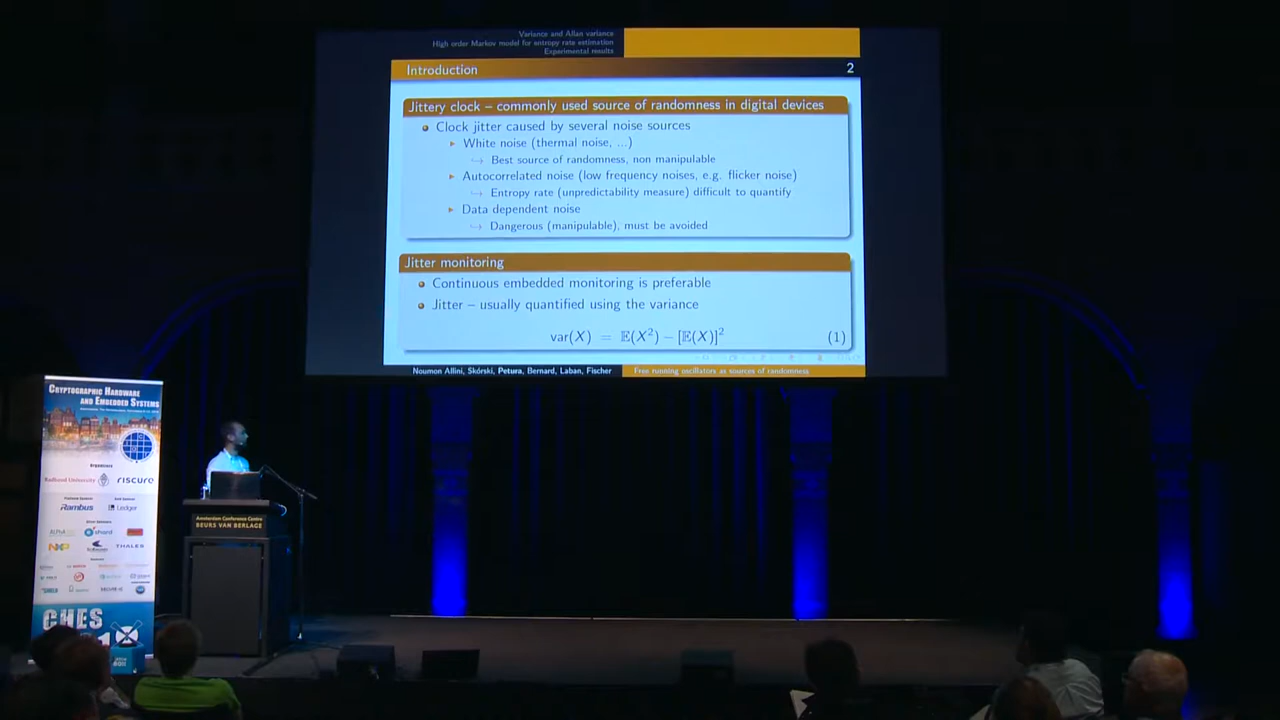 Variance and Allan variance
High order Markov model for entropy rate estimation
Experimental results
Introduction
2
Jittery clock – commonly used source of randomness in digital devices
Clock jitter caused by several noise sources
White noise (thermal noise, ...)
↪ Best source of randomness, non manipulable
Autocorrelated noise (low frequency noises, e.g. flicker noise)
↪ Entropy rate (unpredictability measure) difficult to quantify
Data dependent noise
↪ Dangerous (manipulable), must be avoided
Jitter monitoring
Continuous embedded monitoring is preferable
Jitter – usually quantified using the variance
var(X) = 𝔼(X²) − [𝔼(X)]² (1)
Noumon Allini, Skórski, Petura, Bernard, Laban, Fischer
Free running oscillators as sources of randomness
CRYPTOGRAPHIC HARDWARE
AND EMBEDDED SYSTEMS
Radboud University
riscure
Rambus
Ledger
NXP
THALES
CHES
Amsterdam Conference Centre
BEURS VAN BERLAGE